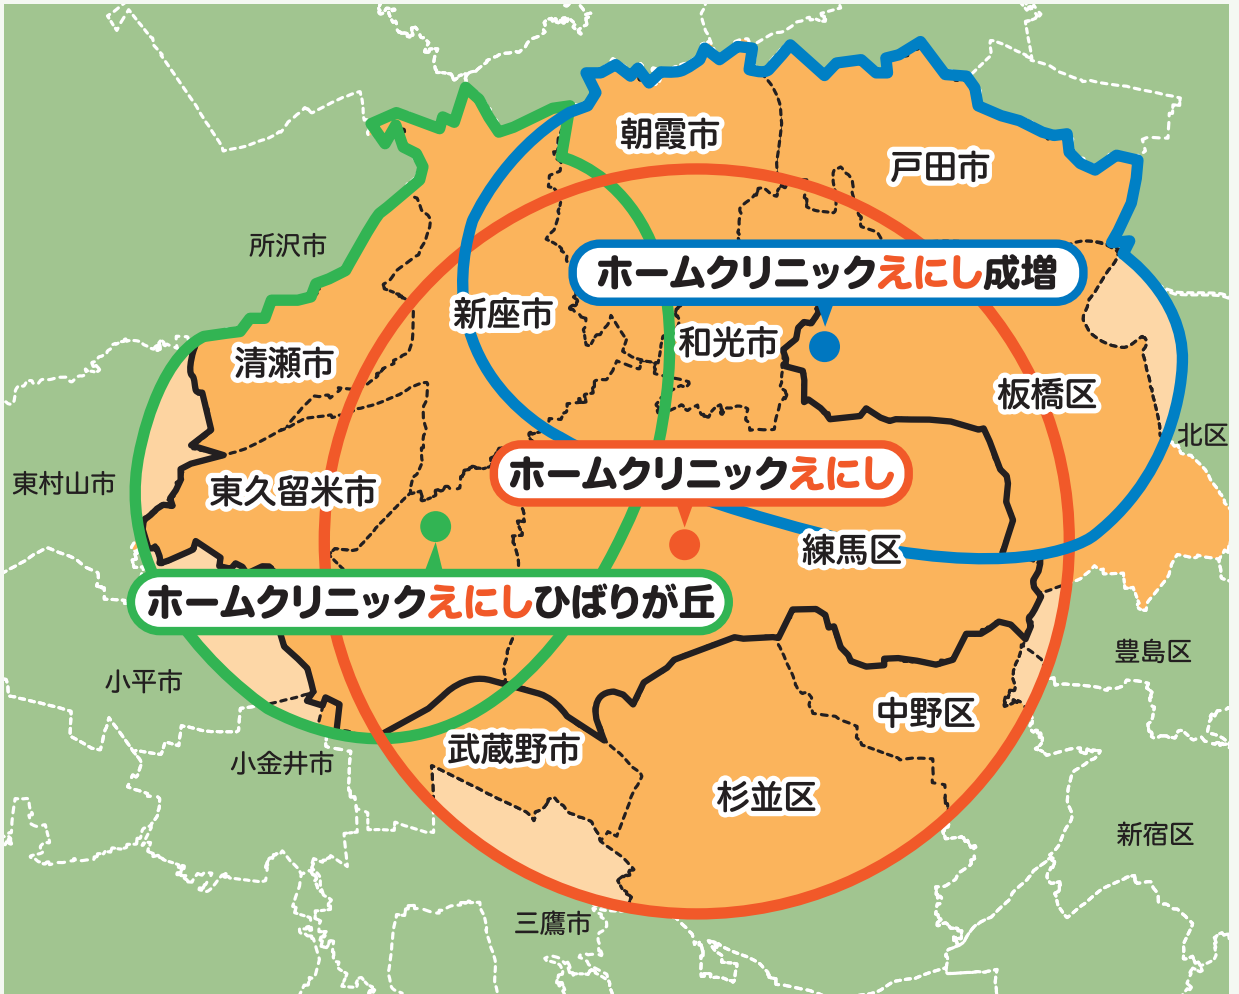 朝霞市
戸田市
所沢市
ホームクリニックえにし成増
新座市
和光市
清瀬市
板橋区
北区
東村山市
東久留米市
ホームクリニックえにし
練馬区
ホームクリニックえにしひばりが丘
豊島区
小平市
中野区
武蔵野市
小金井市
杉並区
新宿区
三鷹市